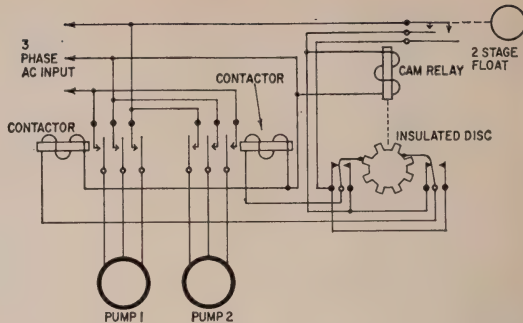 3
PHASE
AC INPUT
2 STAGE
FLOAT
CONTACTOR
CAM RELAY
CONTACTOR
INSULATED DISC
PUMP 1
PUMP 2